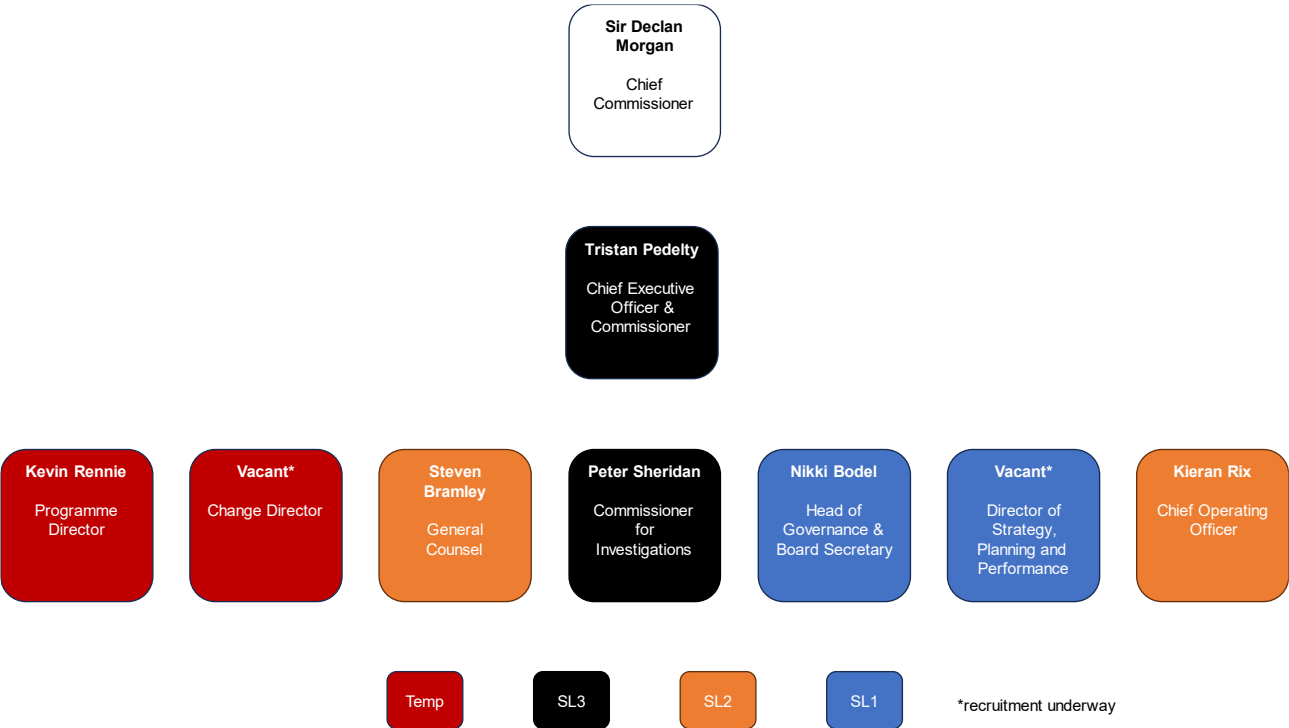 Sir Declan
Morgan
Chief
Commissioner
Tristan Pedelty
Chief Executive
Officer &
Commissioner
Kevin Rennie
Programme
Director
Vacant*
Change Director
Steven
Bramley
General
Counsel
Peter Sheridan
Commissioner
for
Investigations
Nikki Bodel
Head of
Governance &
Board Secretary
Vacant*
Director of
Strategy,
Planning and
Performance
Kieran Rix
Chief Operating
Officer
Temp
SL3
SL2
SL1
*recruitment underway